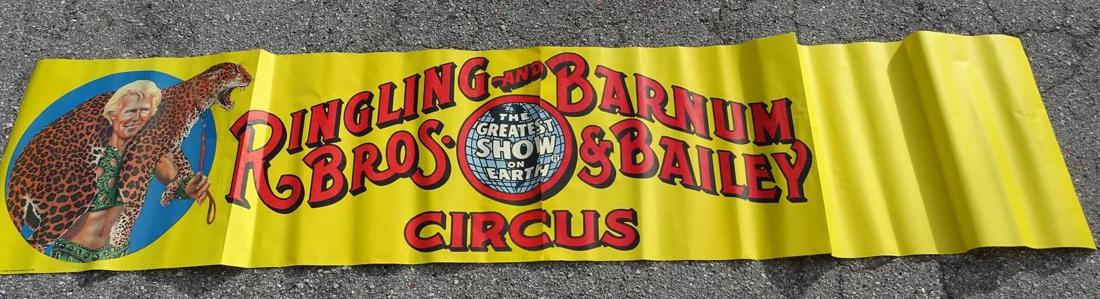 RINGLING BROS. AND BARNUM & BAILEY
THE
GREATEST
SHOW
ON
EARTH
CIRCUS